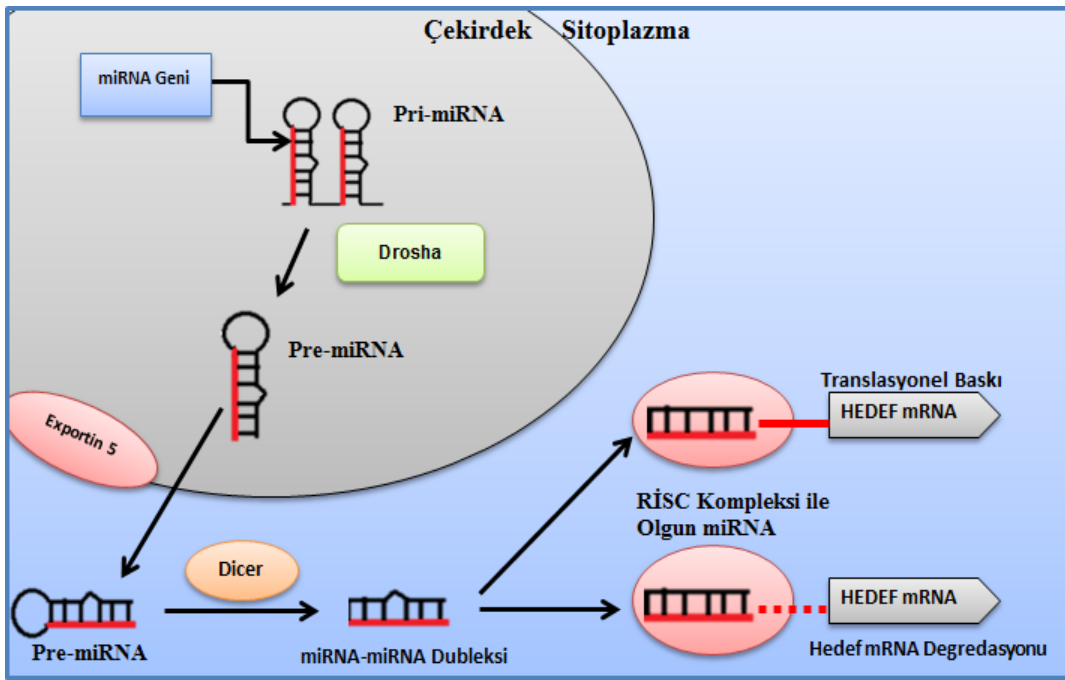 Çekirdek
Sitoplazma
miRNA Geni
Pri-miRNA
Drosha
Pre-miRNA
Exportin 5
Translasyonel Baskı
HEDEF mRNA
RİSC Kompleksi ile
Olgun miRNA
Dicer
HEDEF mRNA
Pre-miRNA
miRNA-miRNA Dubleksi
Hedef mRNA Degredasyonu